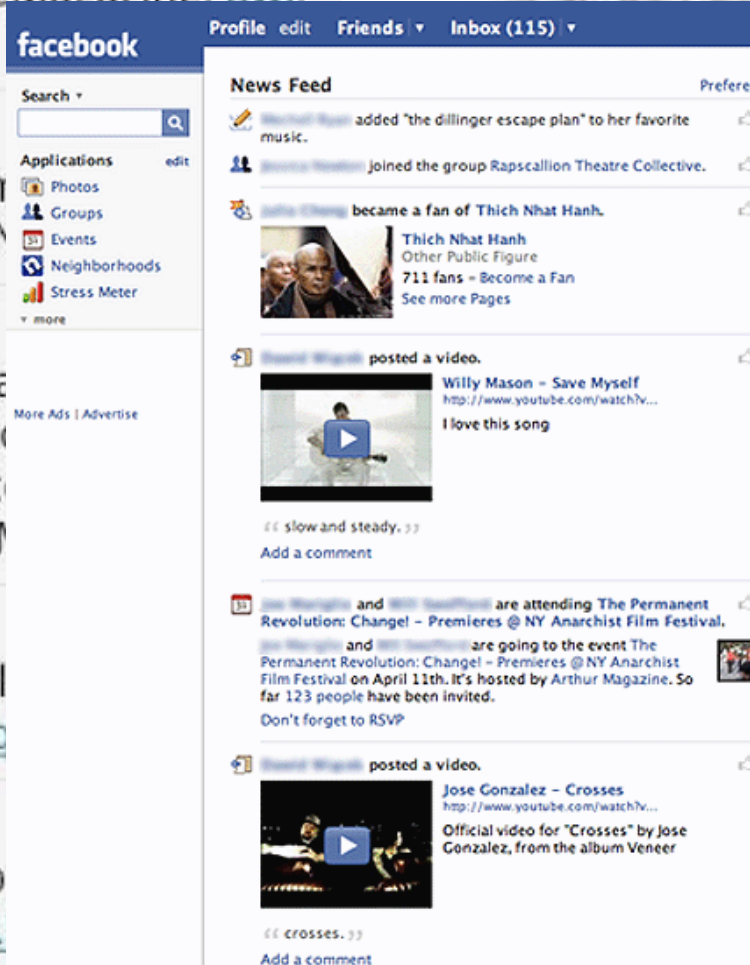 Profile edit Friends Inbox (115)
facebook
Search
Applications edit
Photos
Groups
Events
Neighborhoods
Stress Meter
more
More Ads | Advertise
News Feed
added "the dillinger escape plan" to her favorite
music.
joined the group Rapscallion Theatre Collective.
became a fan of Thich Nhat Hanh.
Thich Nhat Hanh
Other Public Figure
711 fans - Become a Fan
See more Pages
posted a video.
Willy Mason - Save Myself
http://www.youtube.com/watch?v...
I love this song
“ slow and steady. ”
Add a comment
and are attending The Permanent
Revolution: Change! - Premieres @ NY Anarchist Film Festival.
and are going to the event The
Permanent Revolution: Change! - Premieres @ NY Anarchist
Film Festival on April 11th. It's hosted by Arthur Magazine. So
far 123 people have been invited.
Don't forget to RSVP
posted a video.
Jose Gonzalez - Crosses
http://www.youtube.com/watch?v...
Official video for "Crosses" by Jose
Gonzalez, from the album Veneer
“ crosses. ”
Add a comment